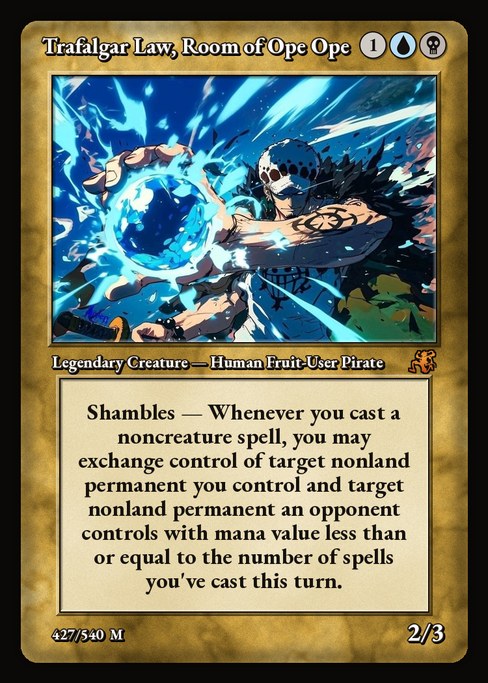 Trafalgar Law, Room of Ope Ope 1
Legendary Creature — Human Fruit-User Pirate
Shambles — Whenever you cast a
noncreature spell, you may
exchange control of target nonland
permanent you control and target
nonland permanent an opponent
controls with mana value less than
or equal to the number of spells
you've cast this turn.
427/540 M
2/3